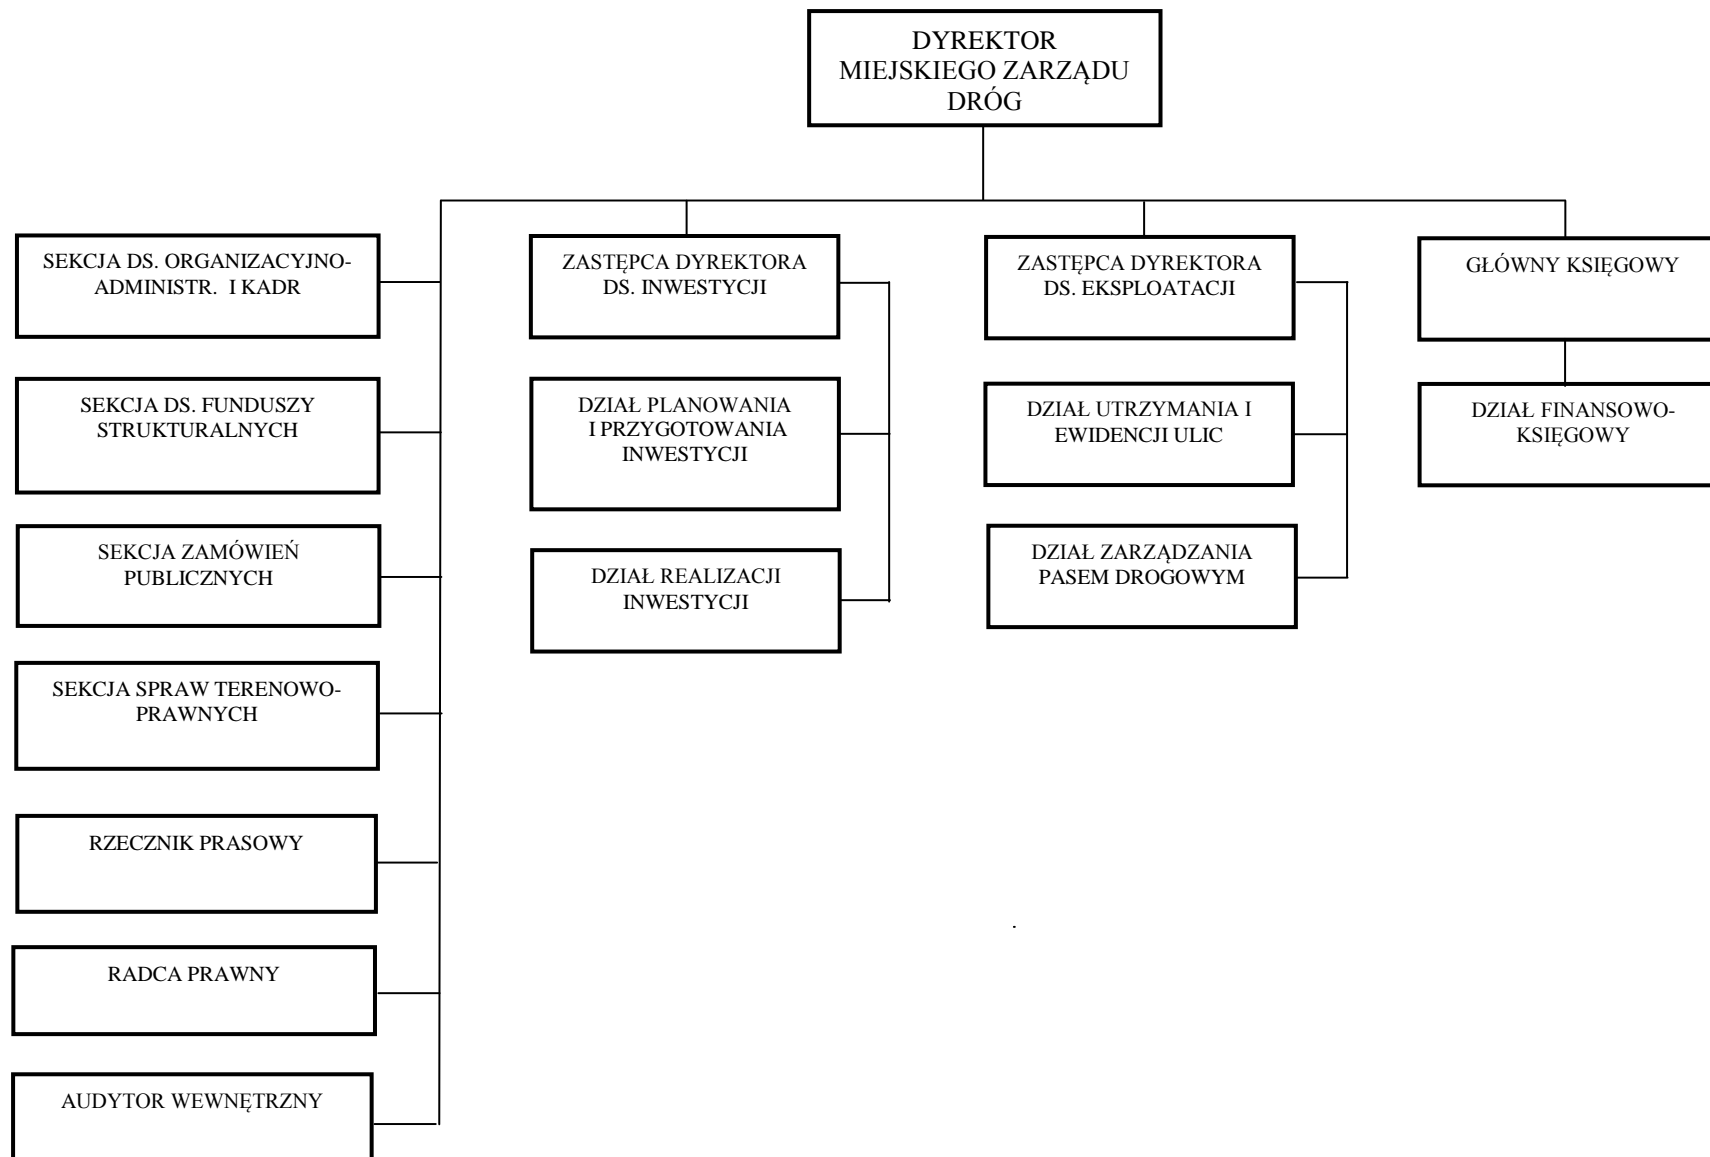 DYREKTOR
MIEJSKIEGO ZARZĄDU
DRÓG
SEKCJA DS. ORGANIZACYJNO-
ADMINISTR. I KADR
ZASTĘPCA DYREKTORA
DS. INWESTYCJI
ZASTĘPCA DYREKTORA
DS. EKSPLOATACJI
GŁÓWNY KSIĘGOWY
SEKCJA DS. FUNDUSZY
STRUKTURALNYCH
DZIAŁ PLANOWANIA
I PRZYGOTOWANIA
INWESTYCJI
DZIAŁ UTRZYMANIA I
EWIDENCJI ULIC
DZIAŁ FINANSOWO-
KSIĘGOWY
SEKCJA ZAMÓWIEŃ
PUBLICZNYCH
DZIAŁ REALIZACJI
INWESTYCJI
DZIAŁ ZARZĄDZANIA
PASEM DROGOWYM
SEKCJA SPRAW TERENOWO-
PRAWNYCH
RZECZNIK PRASOWY
RADCA PRAWNY
AUDYTOR WEWNĘTRZNY